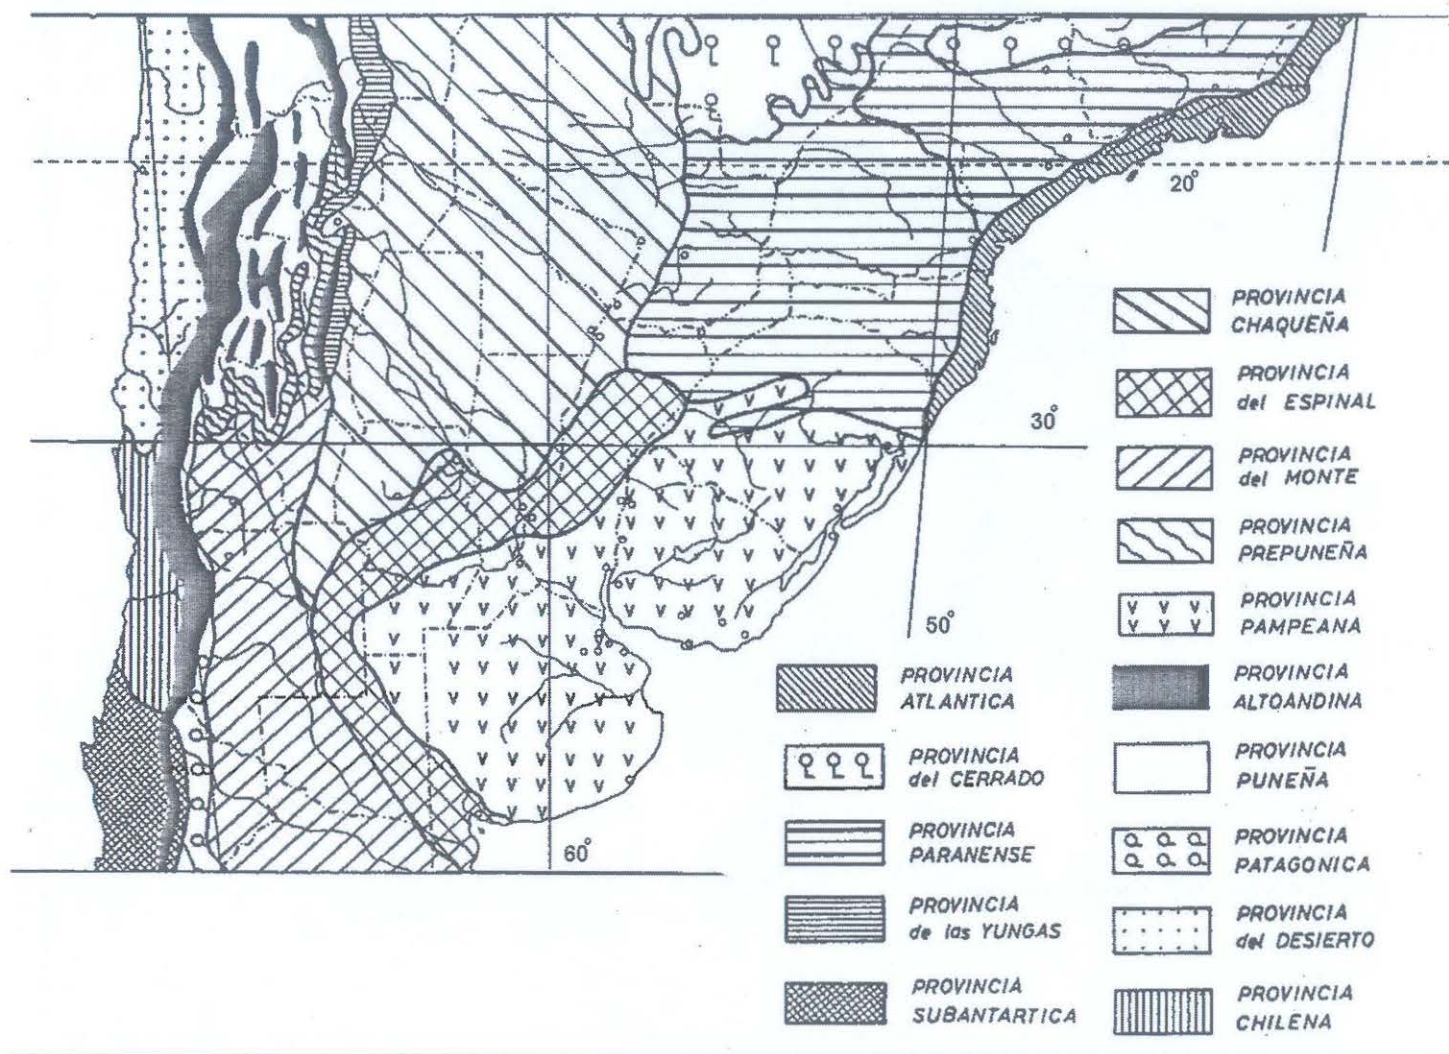 20°
30°
50°
60°
PROVINCIA
CHAQUEÑA
PROVINCIA
del ESPINAL
PROVINCIA
del MONTE
PROVINCIA
PREPUNEÑA
PROVINCIA
PAMPEANA
PROVINCIA
ATLANTICA
PROVINCIA
ALTOANDINA
PROVINCIA
del CERRADO
PROVINCIA
PUNEÑA
PROVINCIA
PARANENSE
PROVINCIA
PATAGONICA
PROVINCIA
de las YUNGAS
PROVINCIA
del DESIERTO
PROVINCIA
SUBANTARTICA
PROVINCIA
CHILENA